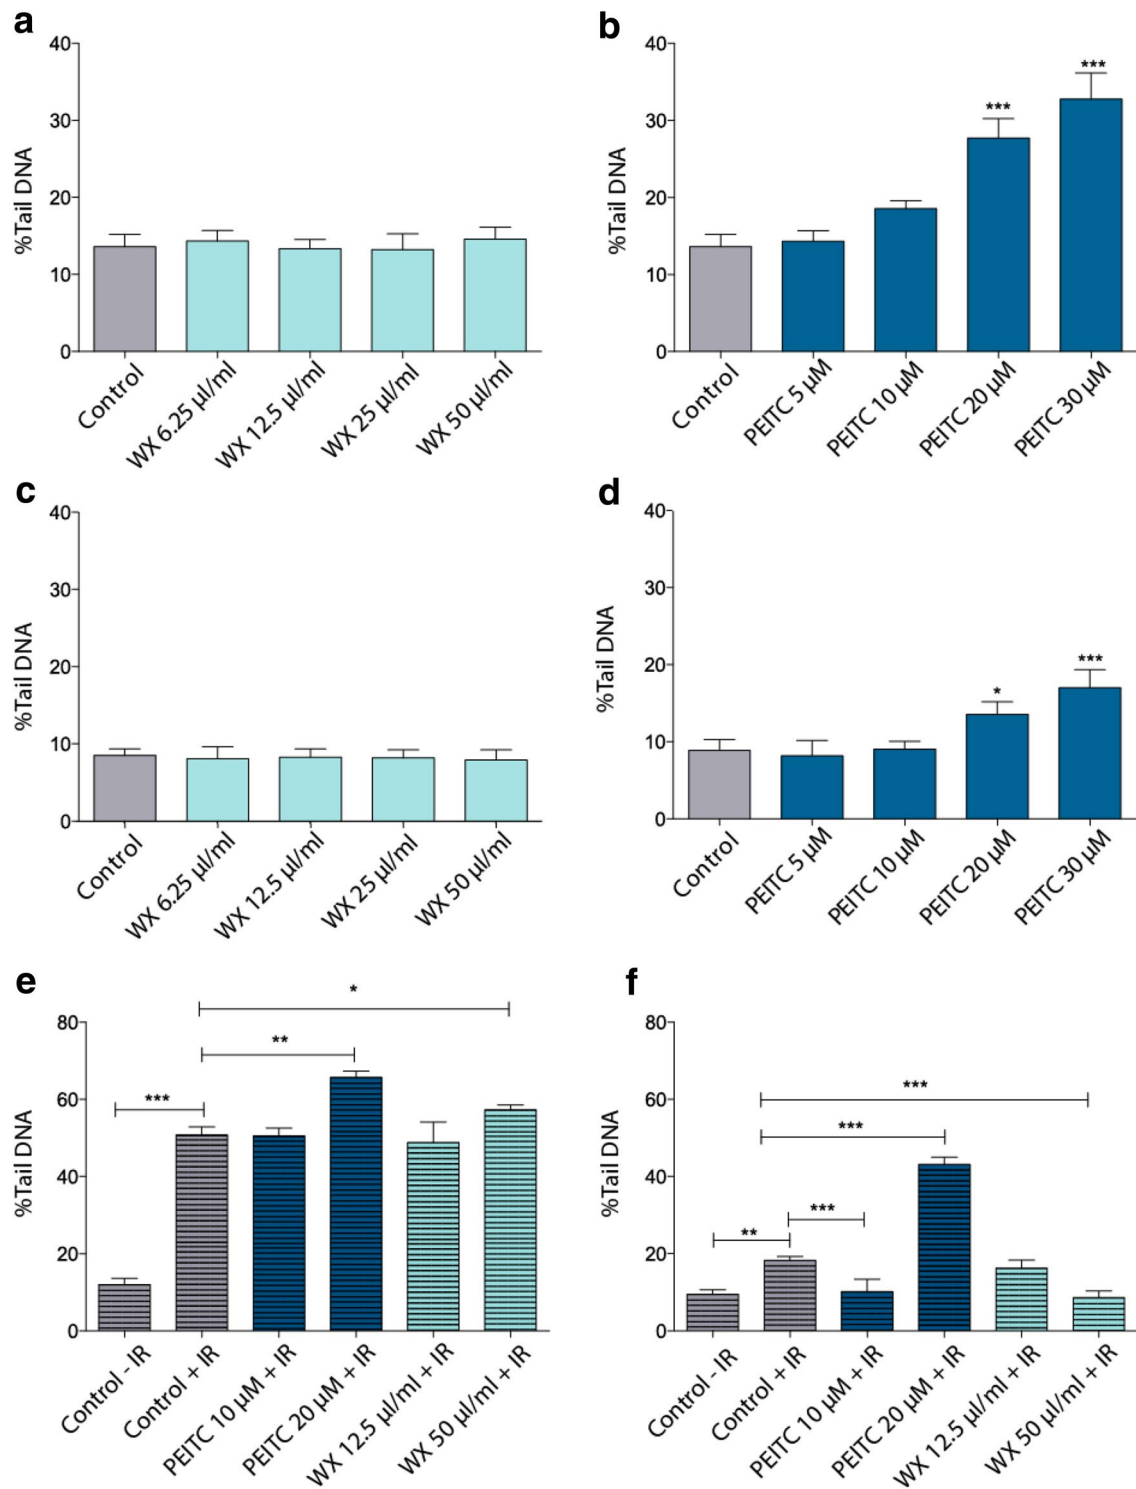 a
40
30
20
10
0
%Tail DNA
Control
WX 6.25 µl/ml
WX 12.5 µl/ml
WX 25 µl/ml
WX 50 µl/ml
b
40
30
20
10
0
%Tail DNA
***
***
Control
PEITC 5 µM
PEITC 10 µM
PEITC 20 µM
PEITC 30 µM
c
40
30
20
10
0
%Tail DNA
Control
WX 6.25 µl/ml
WX 12.5 µl/ml
WX 25 µl/ml
WX 50 µl/ml
d
40
30
20
10
0
%Tail DNA
*
***
Control
PEITC 5 µM
PEITC 10 µM
PEITC 20 µM
PEITC 30 µM
e
80
60
40
20
0
%Tail DNA
*
**
***
Control - IR
Control + IR
PEITC 10 µM + IR
PEITC 20 µM + IR
WX 12.5 µl/ml + IR
WX 50 µl/ml + IR
f
80
60
40
20
0
%Tail DNA
***
***
***
**
Control - IR
Control + IR
PEITC 10 µM + IR
PEITC 20 µM + IR
WX 12.5 µl/ml + IR
WX 50 µl/ml + IR